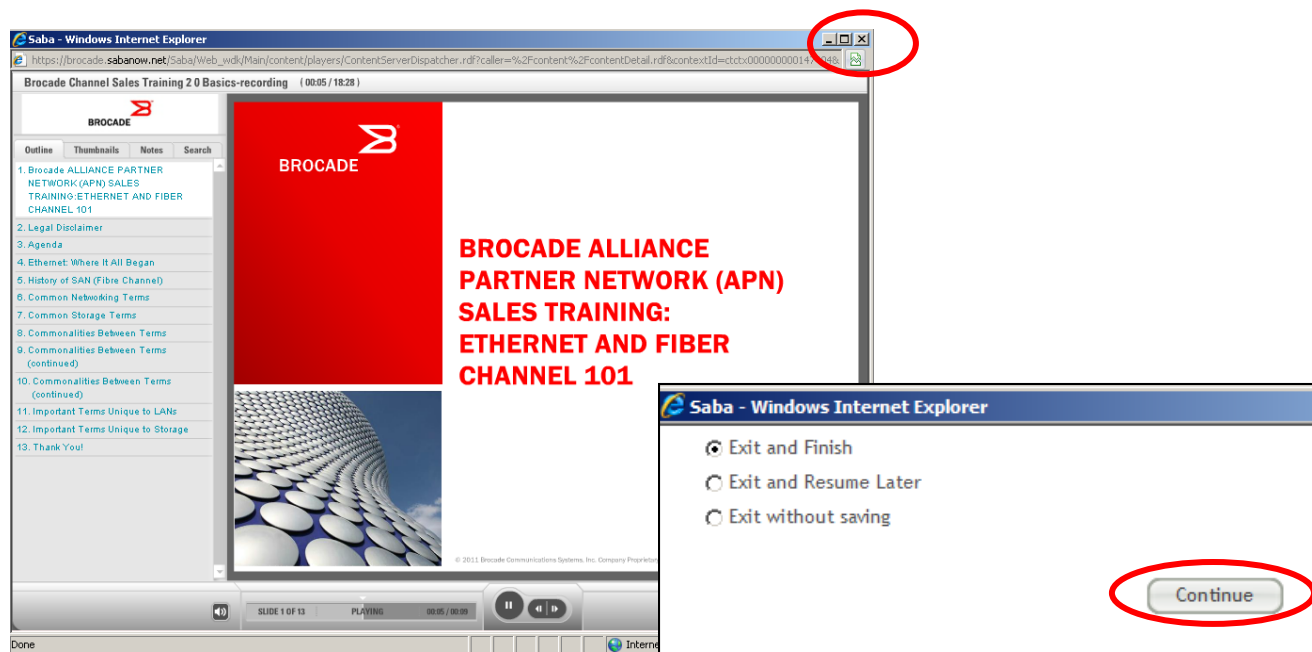 Saba - Windows Internet Explorer
https://brocade.sabanow.net/Saba/Web_wdk/Main/content/players/ContentServerDispatcher.rdf?caller=%2Fcontent%2FcontentDetail.rdf&contextId=
Brocade Channel Sales Training 2 0 Basics-recording ( 00:05 / 18:28 )
BROCADE
Outline Thumbnails Notes Search
1. Brocade ALLIANCE PARTNER
NETWORK (APN) SALES
TRAINING:ETHERNET AND FIBER
CHANNEL 101
2. Legal Disclaimer
3. Agenda
4. Ethernet: Where It All Began
5. History of SAN (Fibre Channel)
6. Common Networking Terms
7. Common Storage Terms
8. Commonalities Between Terms
9. Commonalities Between Terms
(continued)
10. Commonalities Between Terms
(continued)
11. Important Terms Unique to LANs
12. Important Terms Unique to Storage
13. Thank You!
BROCADE
BROCADE ALLIANCE
PARTNER NETWORK (APN)
SALES TRAINING:
ETHERNET AND FIBER
CHANNEL 101
© 2011 Brocade Communications Systems, Inc. Company Proprietary
SLIDE 1 OF 13 PLAYING 00:05 / 00:09
Done
Interne
Saba - Windows Internet Explorer
Exit and Finish
Exit and Resume Later
Exit without saving
Continue